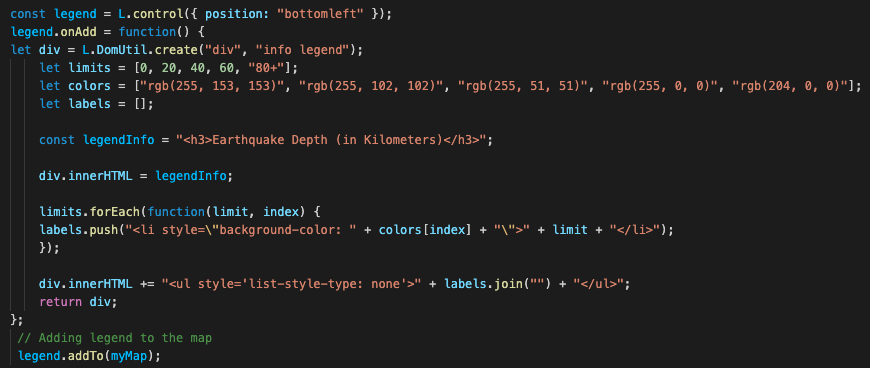 const legend = L.control({ position: "bottomleft" });
legend.onAdd = function() {
let div = L.DomUtil.create("div", "info legend");
    let limits = [0, 20, 40, 60, "80+"];
    let colors = ["rgb(255, 153, 153)", "rgb(255, 102, 102)", "rgb(255, 51, 51)", "rgb(255, 0, 0)", "rgb(204, 0, 0)"];
    let labels = [];

    const legendInfo = "<h3>Earthquake Depth (in Kilometers)</h3>";

    div.innerHTML = legendInfo;

    limits.forEach(function(limit, index) {
    labels.push("<li style=\"background-color: " + colors[index] + "\">" + limit + "</li>");
    });

    div.innerHTML += "<ul style='list-style-type: none'>" + labels.join("") + "</ul>";
    return div;
};
 // Adding legend to the map
 legend.addTo(myMap);